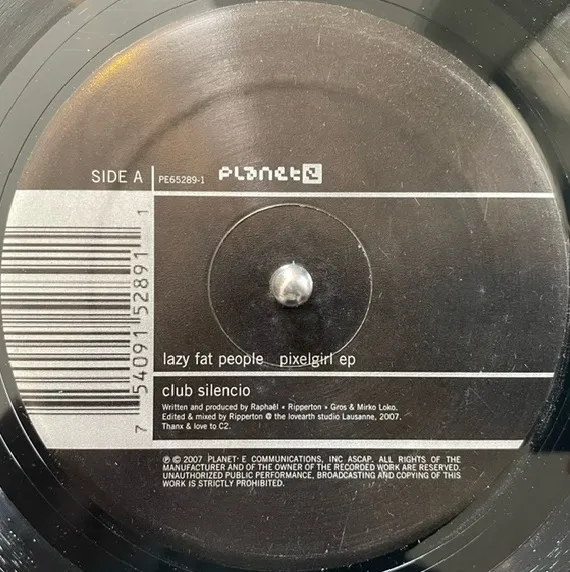 SIDE A
PE65289-1
planet e
7 54091 52891 1
lazy fat people pixelgirl ep
club silencio
Written and produced by Raphaël « Ripperton » Gros & Mirko Loko.
Edited & mixed by Ripperton @ the lovearth studio Lausanne, 2007.
Thanx & love to C2.
℗ © 2007 PLANET E COMMUNICATIONS, INC ASCAP. ALL RIGHTS OF THE
MANUFACTURER AND OF THE OWNER OF THE RECORDED WORK ARE RESERVED.
UNAUTHORIZED PUBLIC PERFORMANCE, BROADCASTING AND COPYING OF THIS
WORK IS STRICTLY PROHIBITED.